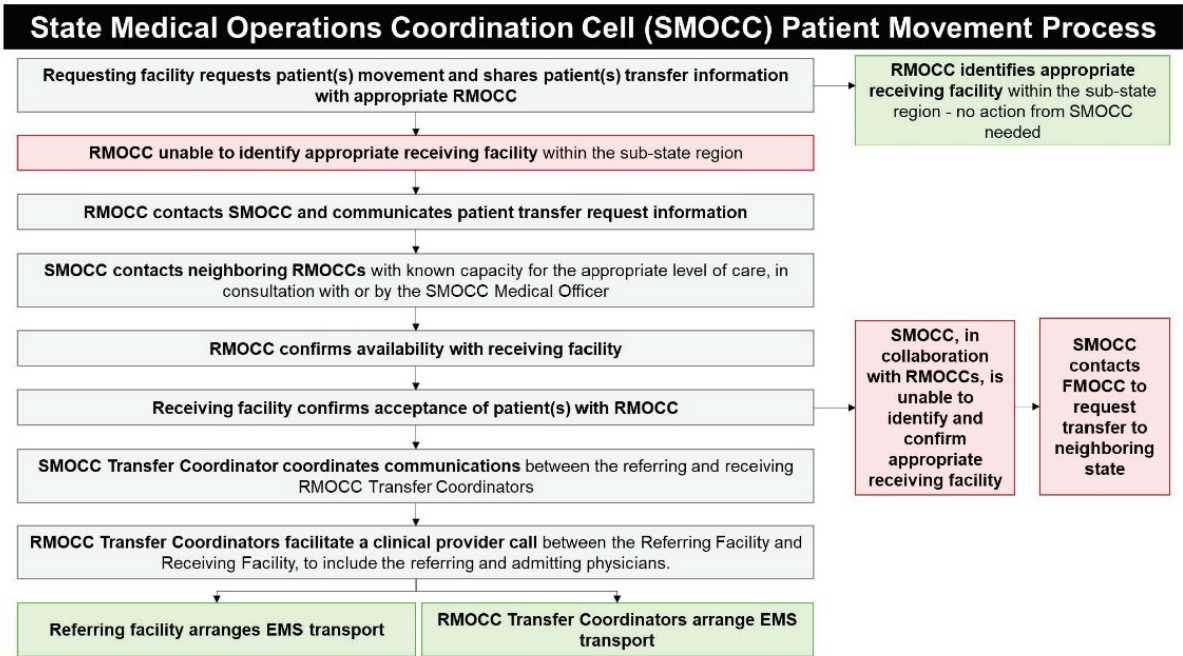 State Medical Operations Coordination Cell (SMOCC) Patient Movement Process
Requesting facility requests patient(s) movement and shares patient(s) transfer information
with appropriate RMOCC
RMOCC identifies appropriate
receiving facility within the sub-state
region - no action from SMOCC
needed
RMOCC unable to identify appropriate receiving facility within the sub-state region
RMOCC contacts SMOCC and communicates patient transfer request information
SMOCC contacts neighboring RMOCCs with known capacity for the appropriate level of care, in
consultation with or by the SMOCC Medical Officer
RMOCC confirms availability with receiving facility
Receiving facility confirms acceptance of patient(s) with RMOCC
SMOCC, in
collaboration
with RMOCCs, is
unable to
identify and
confirm
appropriate
receiving facility
SMOCC
contacts
FMOCC to
request
transfer to
neighboring
state
SMOCC Transfer Coordinator coordinates communications between the referring and receiving
RMOCC Transfer Coordinators
RMOCC Transfer Coordinators facilitate a clinical provider call between the Referring Facility and
Receiving Facility, to include the referring and admitting physicians.
Referring facility arranges EMS transport
RMOCC Transfer Coordinators arrange EMS
transport